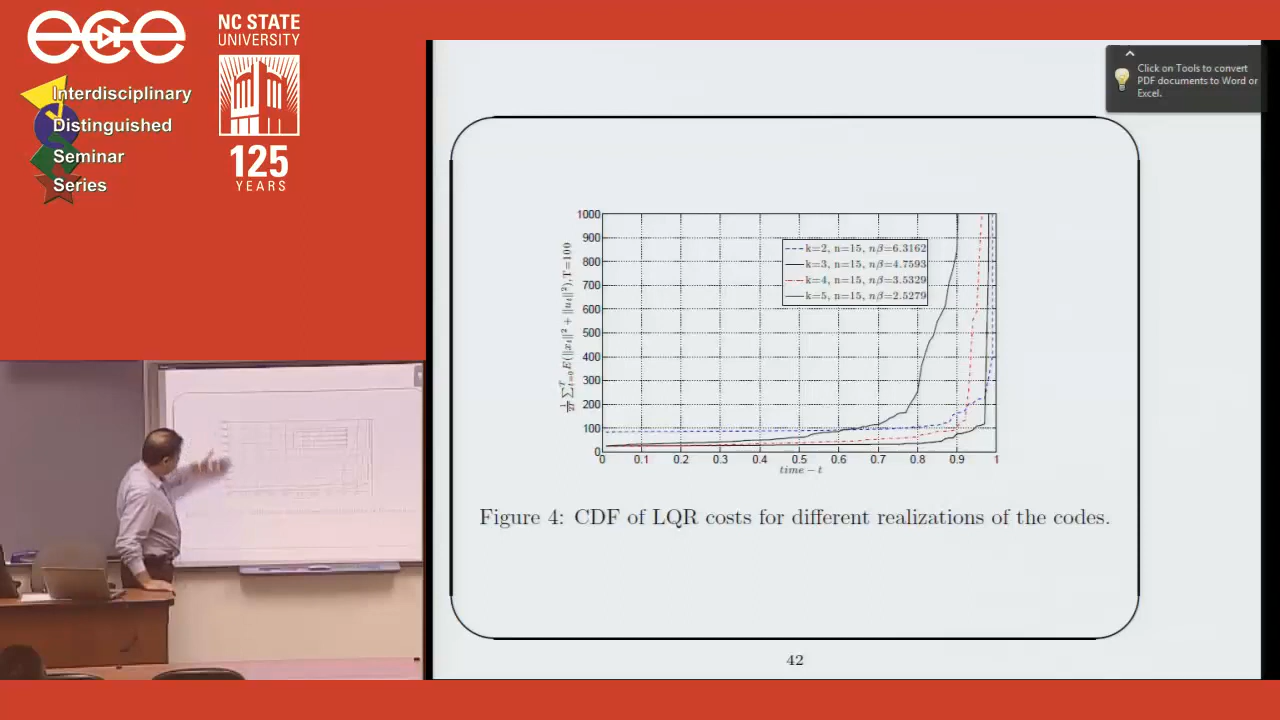 ece
NC STATE
UNIVERSITY
125
YEARS
Interdisciplinary
Distinguished
Seminar
Series
Click on Tools to convert
PDF documents to Word or
Excel.
1000
900
800
700
600
500
400
300
200
100
0
0 0.1 0.2 0.3 0.4 0.5 0.6 0.7 0.8 0.9 1
time − t
k=2, n=15, nβ=6.3162
k=3, n=15, nβ=4.7593
k=4, n=15, nβ=3.5329
k=5, n=15, nβ=2.5279
Figure 4: CDF of LQR costs for different realizations of the codes.
42